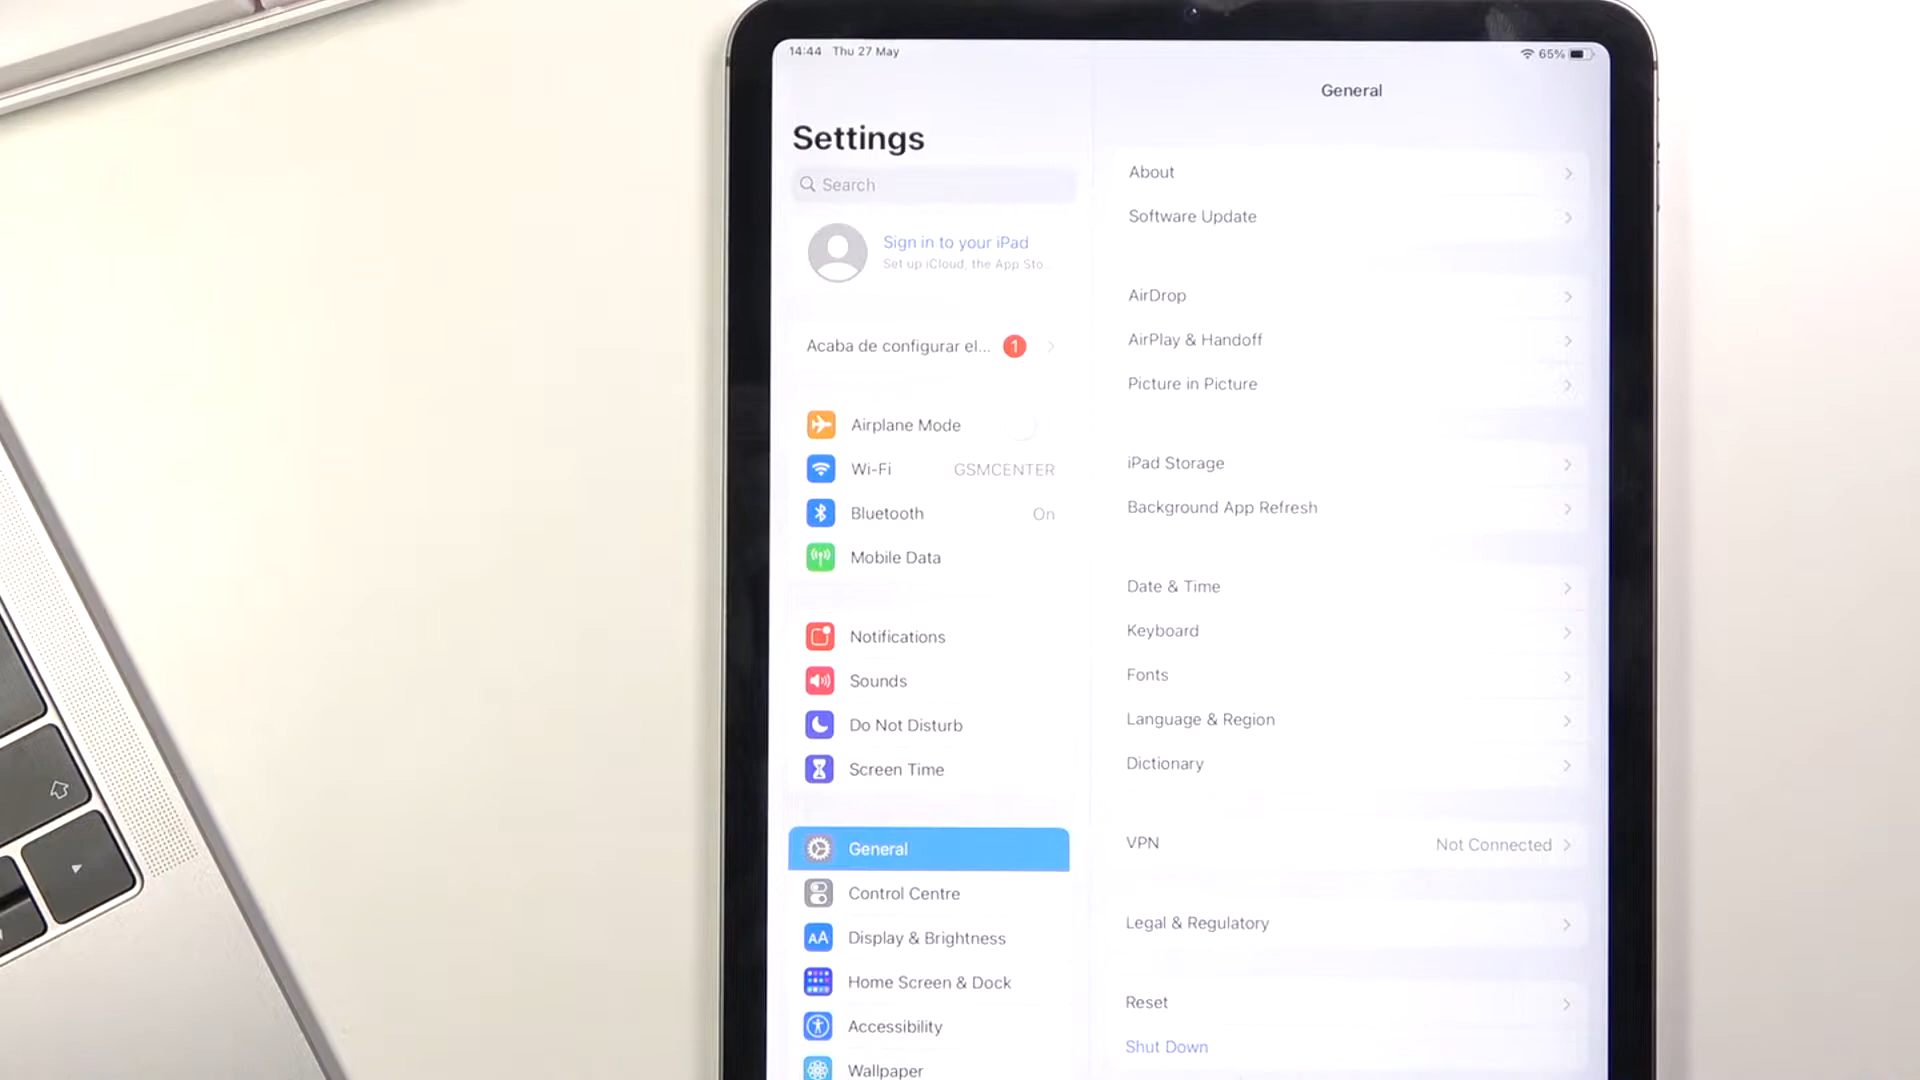 14:44 Thu 27 May
65%
Settings
Search
Sign in to your iPad
Set up iCloud, the App Sto...
Acaba de configurar el... 1
Airplane Mode
Wi-Fi GSMCENTER
Bluetooth On
Mobile Data
Notifications
Sounds
Do Not Disturb
Screen Time
General
Control Centre
AA Display & Brightness
Home Screen & Dock
Accessibility
Wallpaper
General
About
Software Update
AirDrop
AirPlay & Handoff
Picture in Picture
iPad Storage
Background App Refresh
Date & Time
Keyboard
Fonts
Language & Region
Dictionary
VPN Not Connected
Legal & Regulatory
Reset
Shut Down